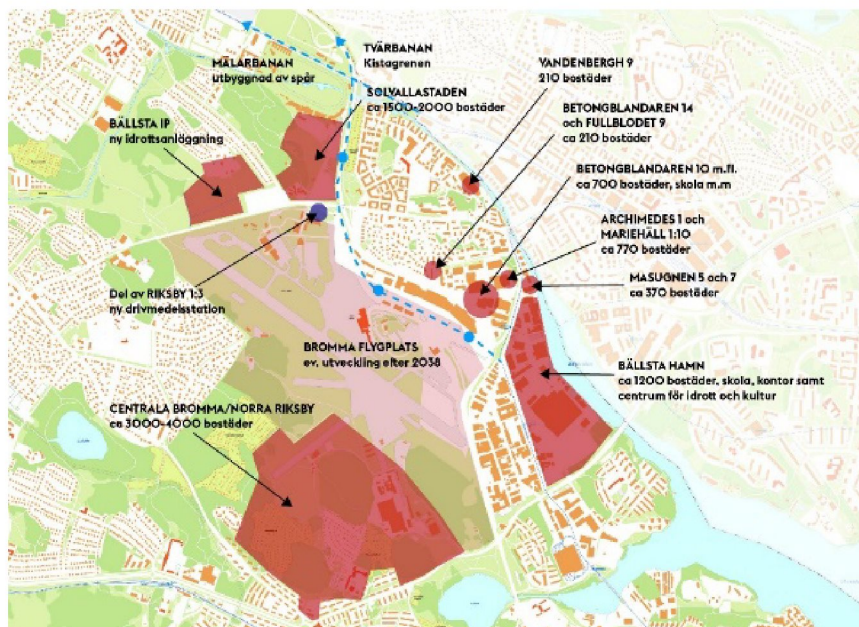 MÄLARBANAN
utbyggnad av spår
TVÄRBANAN
Kistagrenen
SOLVALLASTADEN
ca 1500-2000 bostäder
VANDENBERGH 9
210 bostäder
BÄLLSTA IP
ny idrottsanläggning
BETONGBLANDAREN 14
och FULLBLODET 9
ca 210 bostäder
BETONGBLANDAREN 10 m.fl.
ca 700 bostäder, skola m.m
ARCHIMEDES 1 och
MARIEHÄLL 1:10
ca 770 bostäder
MASUGNEN 5 och 7
ca 370 bostäder
Del av RIKSBY 1:3
ny drivmedelsstation
BROMMA FLYGPLATS
ev. utveckling efter 2038
BÄLLSTA HAMN
ca 1200 bostäder, skola, kontor samt
centrum för idrott och kultur
CENTRALA BROMMA/NORRA RIKSBY
ca 3000-4000 bostäder